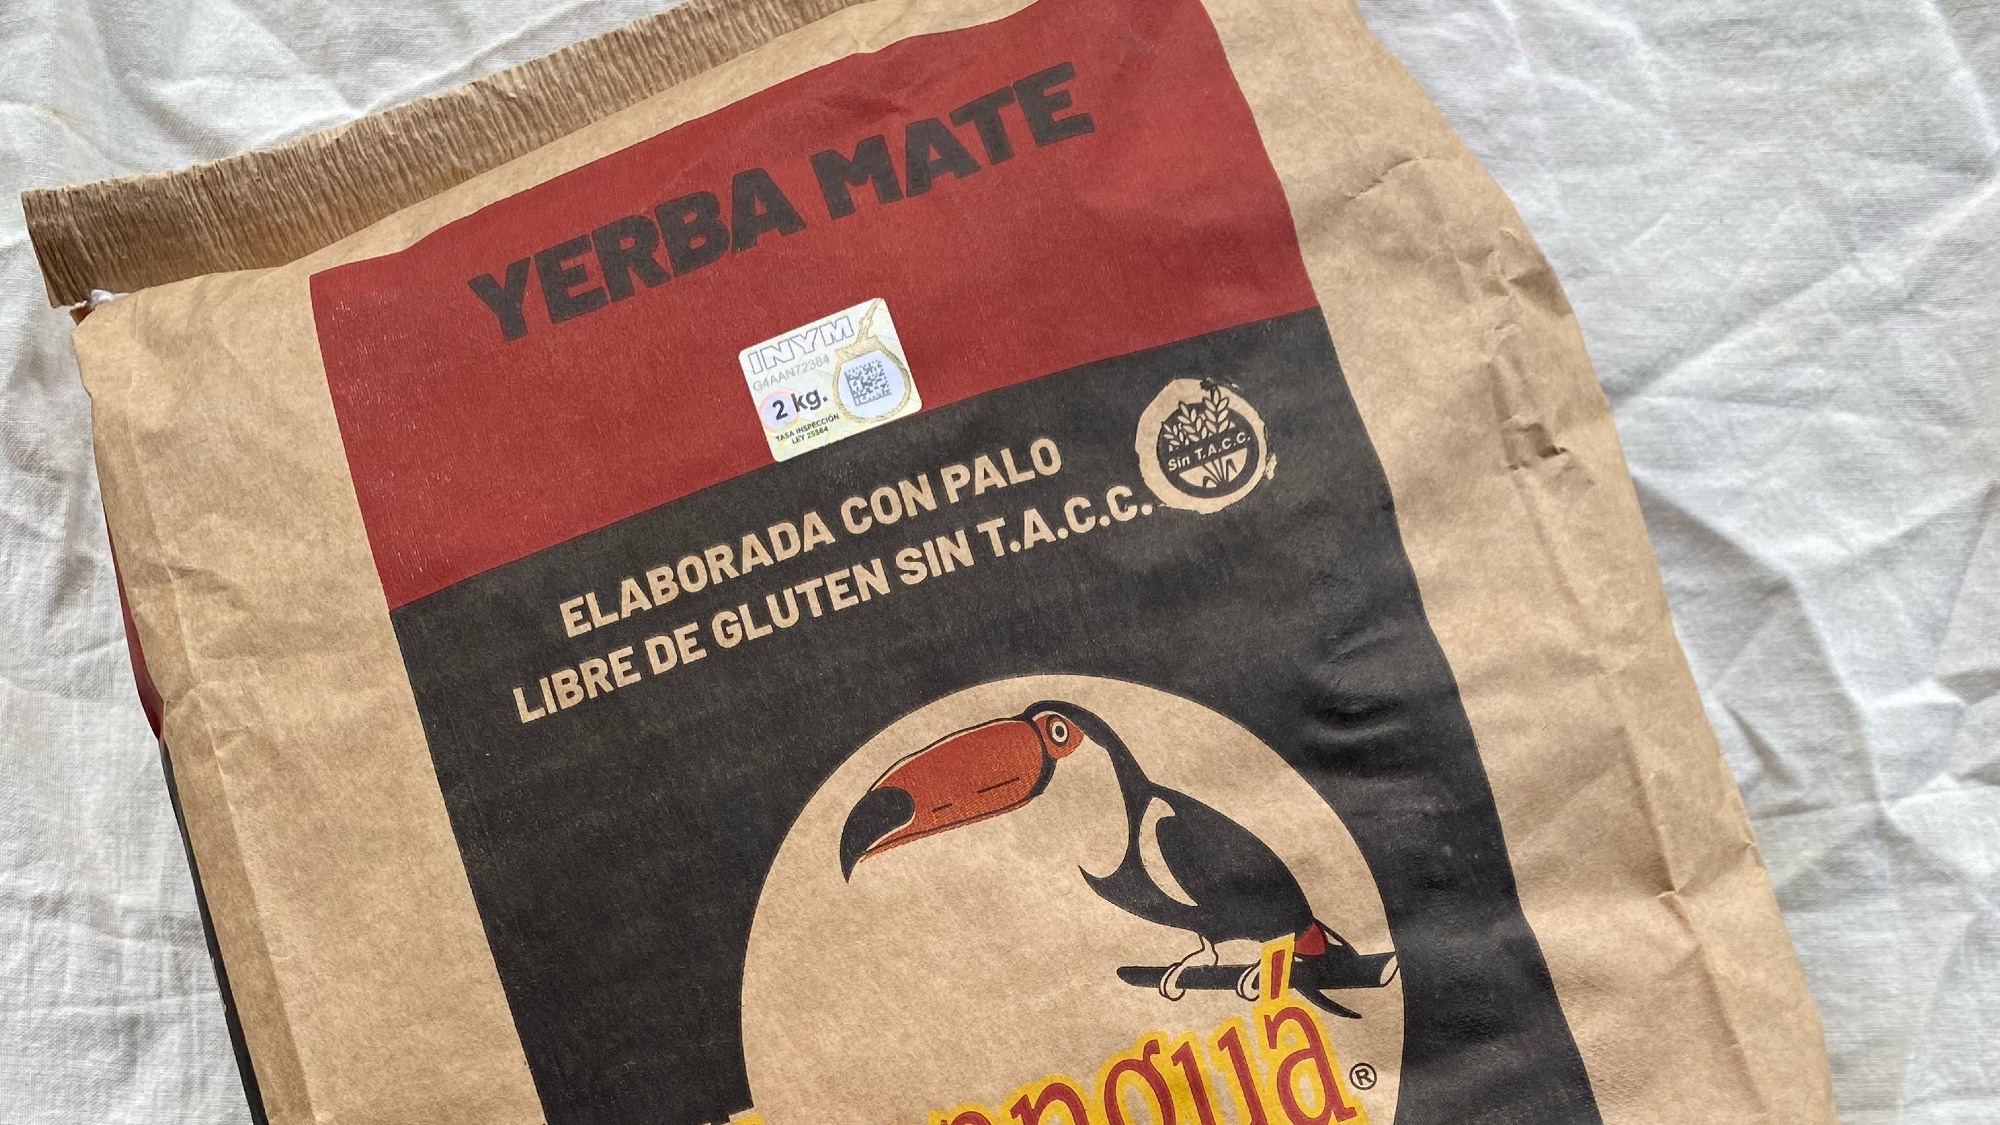 YERBA MATE
INYM
G4AAN72384
2 kg.
TASA INSPECCIÓN
LEY 25564
ELABORADA CON PALO
LIBRE DE GLUTEN SIN T.A.C.C.
Sin T.A.C.C.
®